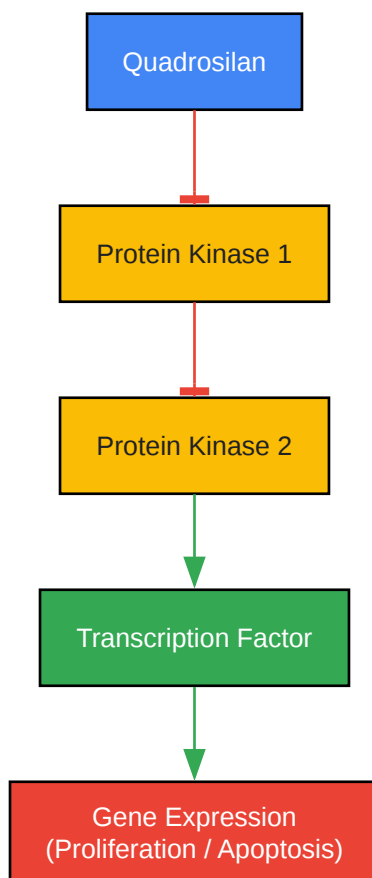 Quadrosilan
Protein Kinase 1
Protein Kinase 2
Transcription Factor
Gene Expression
(Proliferation / Apoptosis)